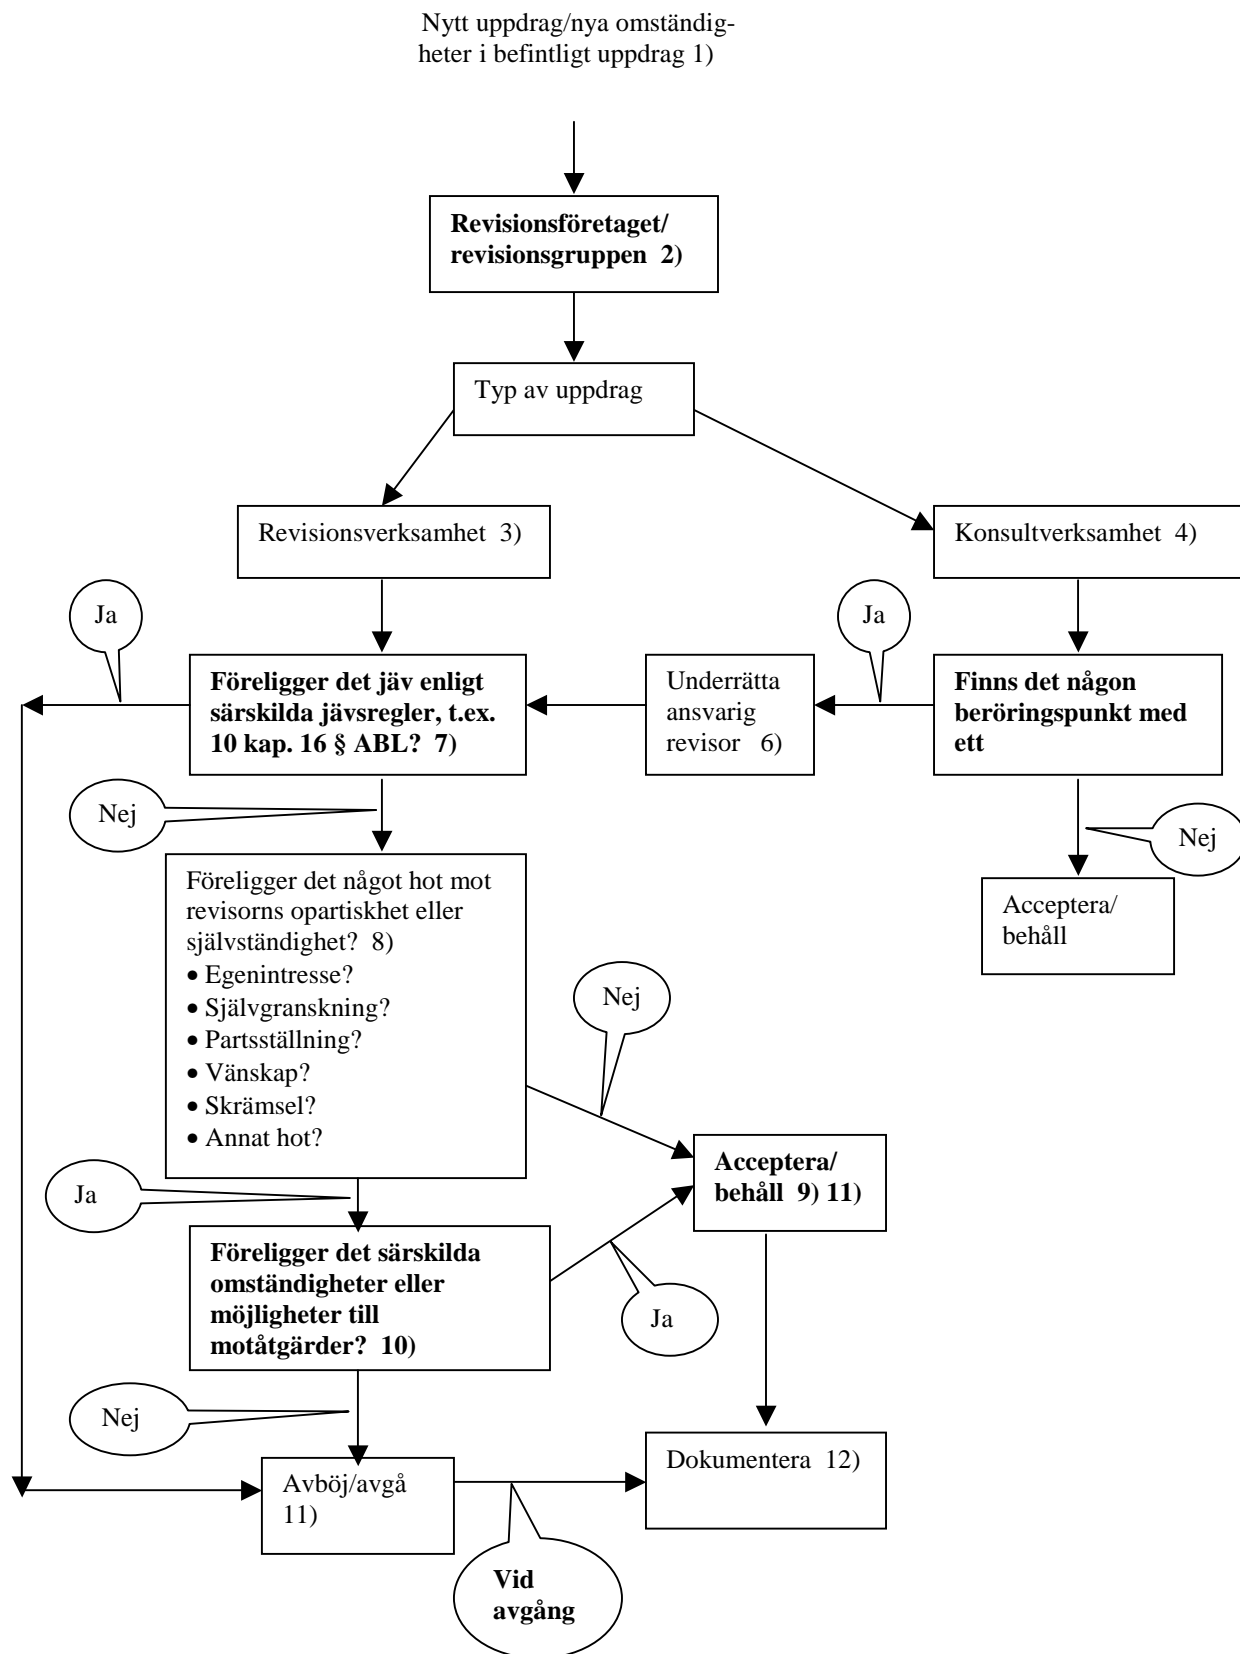 Nytt uppdrag/nya omständig-
heter i befintligt uppdrag 1)
Revisionsföretaget/
revisionsgruppen 2)
Typ av uppdrag
Revisionsverksamhet 3)
Konsultverksamhet 4)
Ja
Ja
Föreligger det jäv enligt
särskilda jävsregler, t.ex.
10 kap. 16 § ABL? 7)
Underrätta
ansvarig
revisor 6)
Finns det någon
beröringspunkt med
ett
Nej
Nej
Föreligger det något hot mot
revisorns opartiskhet eller
självständighet? 8)
• Egenintresse?
• Självgranskning?
• Partsställning?
• Vänskap?
• Skrämsel?
• Annat hot?
Acceptera/
behåll
Nej
Ja
Acceptera/
behåll 9) 11)
Föreligger det särskilda
omständigheter eller
möjligheter till
motåtgärder? 10)
Ja
Nej
Avböj/avgå
11)
Dokumentera 12)
Vid
avgång